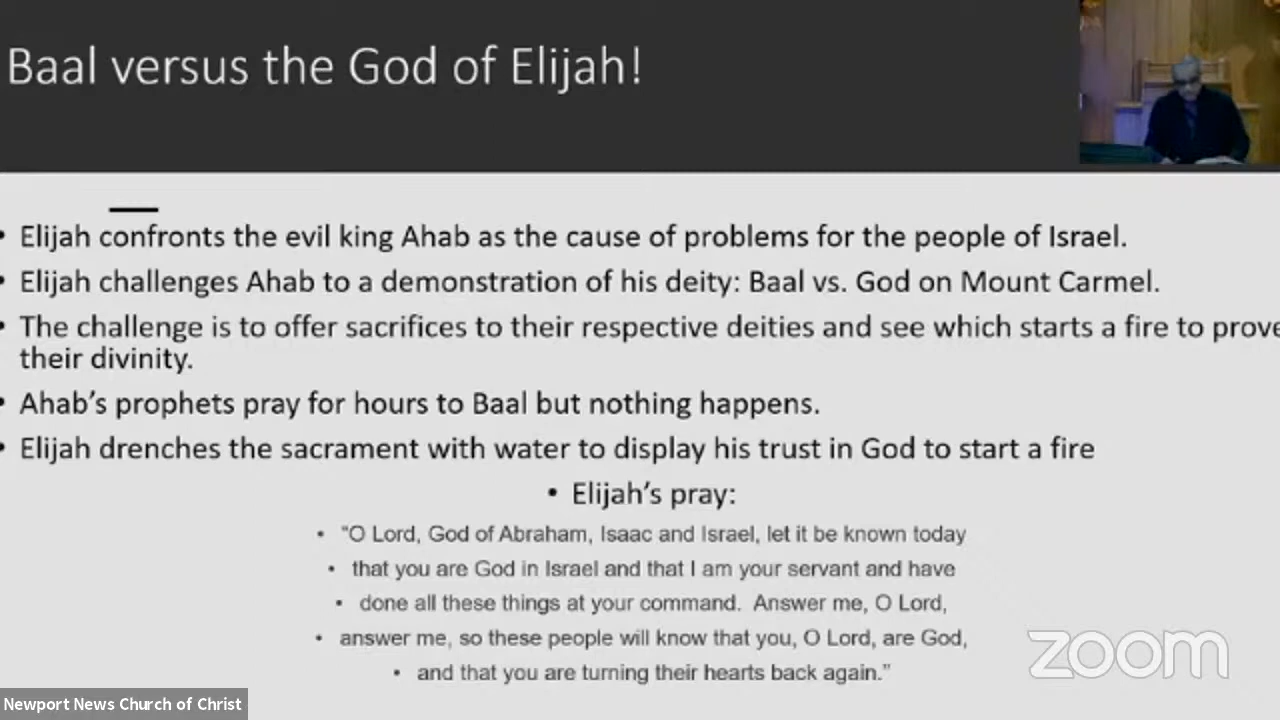 Baal versus the God of Elijah!
• Elijah confronts the evil king Ahab as the cause of problems for the people of Israel.
• Elijah challenges Ahab to a demonstration of his deity: Baal vs. God on Mount Carmel.
• The challenge is to offer sacrifices to their respective deities and see which starts a fire to prove
their divinity.
• Ahab’s prophets pray for hours to Baal but nothing happens.
• Elijah drenches the sacrament with water to display his trust in God to start a fire
• Elijah’s pray:
• “O Lord, God of Abraham, Isaac and Israel, let it be known today
• that you are God in Israel and that I am your servant and have
• done all these things at your command. Answer me, O Lord,
• answer me, so these people will know that you, O Lord, are God,
• and that you are turning their hearts back again.”
zoom
Newport News Church of Christ